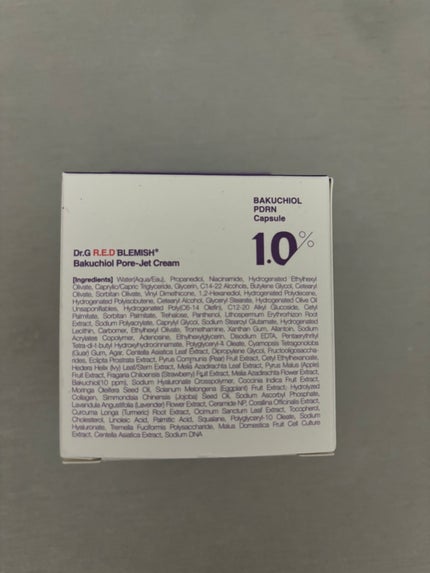 BAKUCHIOL
PDRN
Capsule
1.0%
Dr.G R.E.D BLEMISH®
Bakuchiol Pore-Jet Cream
[Ingredients] Water(Aqua/Eau), Propanediol, Niacinamide, Hydrogenated Ethylhexyl
Olivate, Caprylic/Capric Triglyceride, Glycerin, C14-22 Alcohols, Butylene Glycol, Cetearyl
Olivate, Sorbitan Olivate, Vinyl Dimethicone, 1,2-Hexanediol, Hydrogenated Polydecene,
Hydrogenated Polyisobutene, Cetearyl Alcohol, Glyceryl Stearate, Hydrogenated Olive Oil
Unsaponifiables, Hydrogenated Poly(C6-14 Olefin), C12-20 Alkyl Glucoside, Cetyl
Palmitate, Sorbitan Palmitate, Trehalose, Panthenol, Lithospermum Erythrorhizon Root
Extract, Sodium Polyacrylate, Caprylyl Glycol, Sodium Stearoyl Glutamate, Hydrogenated
Lecithin, Carbomer, Ethylhexyl Olivate, Tromethamine, Xanthan Gum, Allantoin, Sodium
Acrylates Copolymer, Adenosine, Ethylhexylglycerin, Disodium EDTA, Pentaerythrityl
Tetra-di-t-butyl Hydroxyhydrocinnamate, Polyglyceryl-4 Oleate, Cyamopsis Tetragonoloba
(Guar) Gum, Agar, Centella Asiatica Leaf Extract, Dipropylene Glycol, Fructooligosaccha-
rides, Eclipta Prostrata Extract, Pyrus Communis (Pear) Fruit Extract, Cetyl Ethylhexanoate,
Hedera Helix (Ivy) Leaf/Stem Extract, Melia Azadirachta Leaf Extract, Pyrus Malus (Apple)
Fruit Extract, Fragaria Chiloensis (Strawberry) Fruit Extract, Melia Azadirachta Flower Extract,
Bakuchiol(10 ppm), Sodium Hyaluronate Crosspolymer, Coccinia Indica Fruit Extract,
Moringa Oleifera Seed Oil, Solanum Melongena (Eggplant) Fruit Extract, Hydrolyzed
Collagen, Simmondsia Chinensis (Jojoba) Seed Oil, Sodium Ascorbyl Phosphate,
Lavandula Angustifolia (Lavender) Flower Extract, Ceramide NP, Corallina Officinalis Extract,
Curcuma Longa (Turmeric) Root Extract, Ocimum Sanctum Leaf Extract, Tocopherol,
Cholesterol, Linoleic Acid, Palmitic Acid, Squalane, Polyglyceryl-10 Oleate, Sodium
Hyaluronate, Tremella Fuciformis Polysaccharide, Malus Domestica Fruit Cell Culture
Extract, Centella Asiatica Extract, Sodium DNA